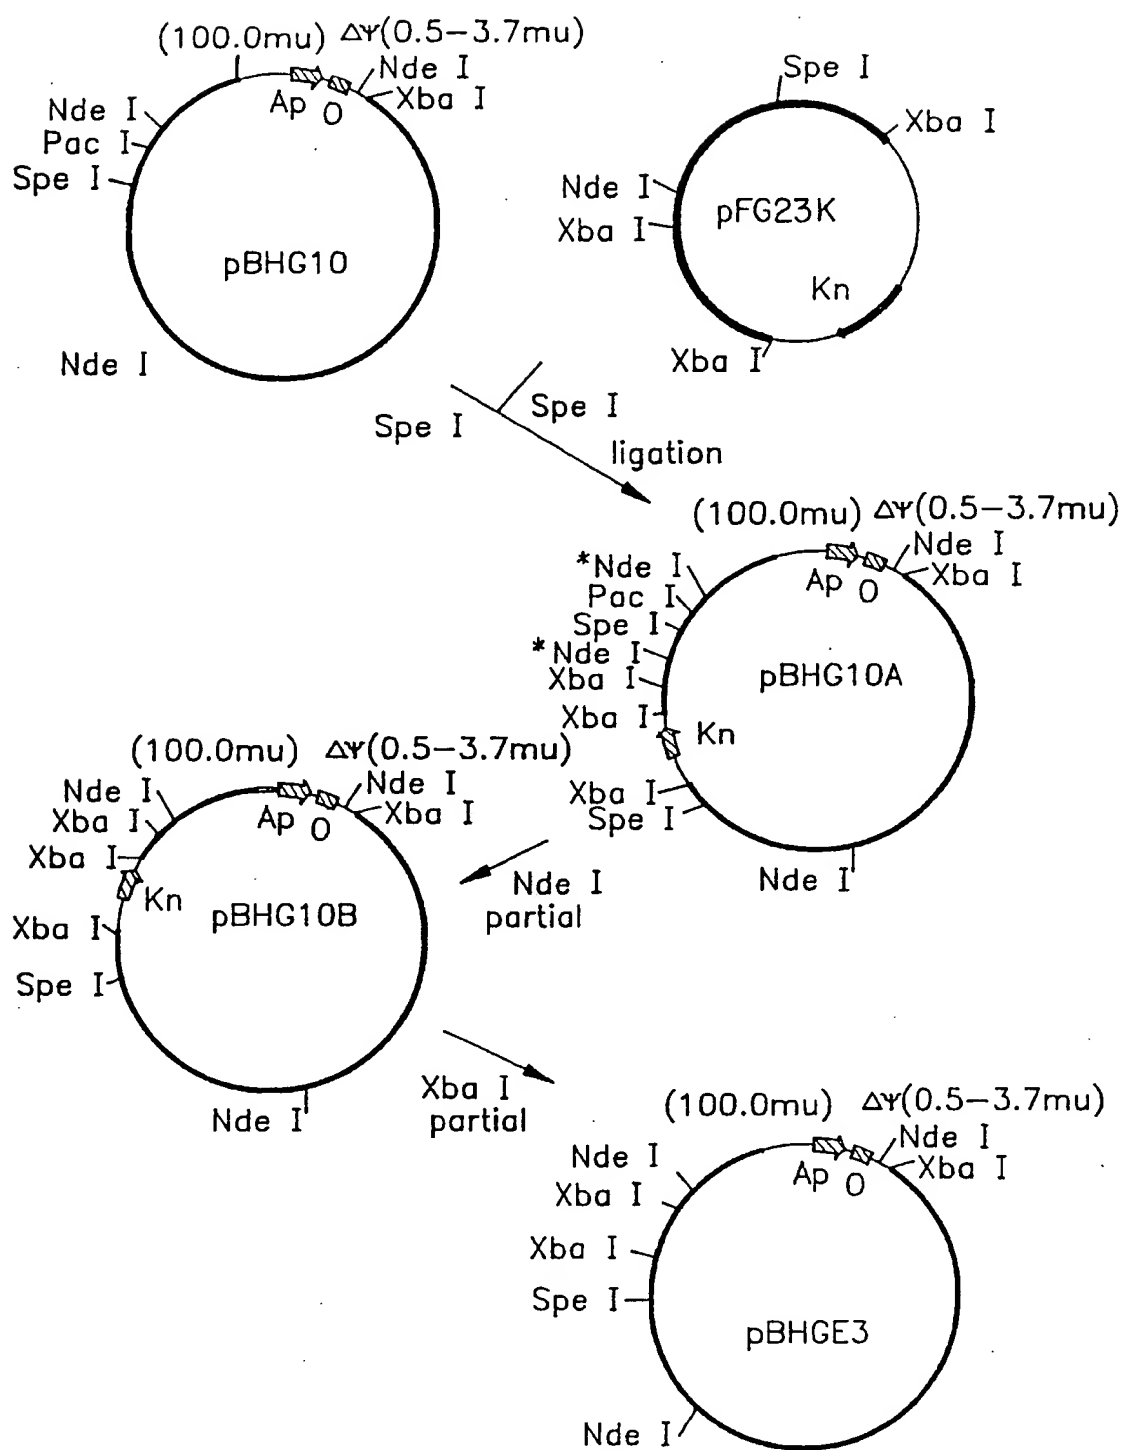 (100.0mu) ΔΨ(0.5-3.7mu)
Nde I
Xba I
Ap O
Nde I
Pac I
Spe I
pBHG10
Nde I
Spe I
Xba I
Nde I
Xba I
pFG23K
Kn
Xba I
Spe I
Spe I
ligation
(100.0mu) ΔΨ(0.5-3.7mu)
Nde I
Xba I
Ap O
*Nde I
Pac I
Spe I
*Nde I
Xba I
Xba I
Kn
pBHG10A
Xba I
Spe I
Nde I
Nde I
partial
(100.0mu) ΔΨ(0.5-3.7mu)
Nde I
Xba I
Ap O
Nde I
Xba I
Xba I
Kn
pBHG10B
Xba I
Spe I
Nde I
Xba I
partial
(100.0mu) ΔΨ(0.5-3.7mu)
Nde I
Xba I
Ap O
Nde I
Xba I
Xba I
Spe I
pBHGE3
Nde I